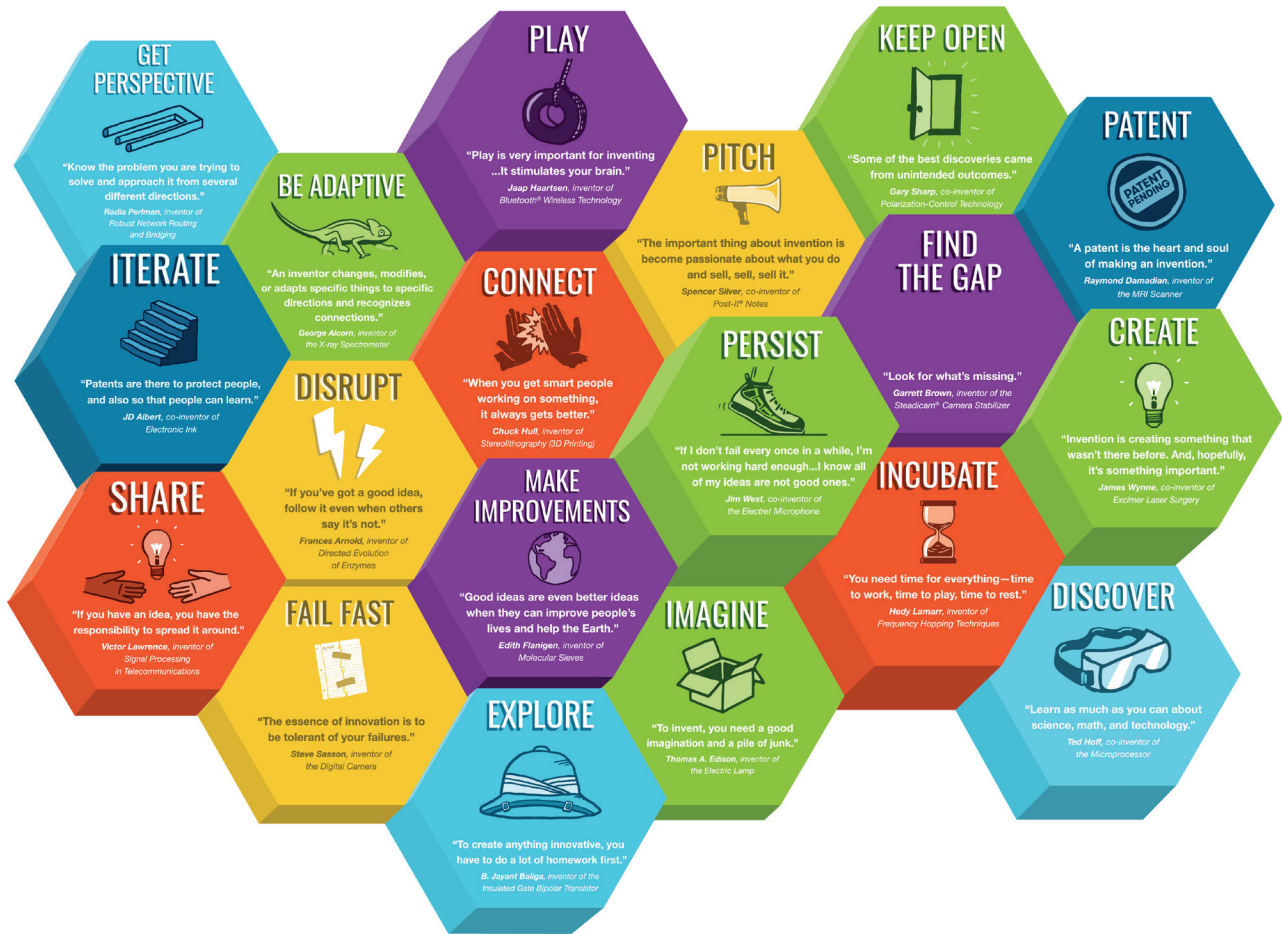 GET
PERSPECTIVE
“Know the problem you are trying to
solve and approach it from several
different directions.”
Radia Perlman, inventor of
Robust Network Routing
and Bridging
PLAY
“Play is very important for inventing
...It stimulates your brain.”
Jaap Haartsen, inventor of
Bluetooth® Wireless Technology
KEEP OPEN
“Some of the best discoveries came
from unintended outcomes.”
Gary Sharp, co-inventor of
Polarization-Control Technology
PATENT
PATENT
PENDING
“A patent is the heart and soul
of making an invention.”
Raymond Damadian, inventor of
the MRI Scanner
BE ADAPTIVE
“An inventor changes, modifies,
or adapts specific things to specific
directions and recognizes
connections.”
George Alcorn, inventor of
the X-ray Spectrometer
PITCH
“The important thing about invention is
become passionate about what you do
and sell, sell, sell it.”
Spencer Silver, co-inventor of
Post-It® Notes
ITERATE
“Patents are there to protect people,
and also so that people can learn.”
JD Albert, co-inventor of
Electronic Ink
CONNECT
“When you get smart people
working on something,
it always gets better.”
Chuck Hull, inventor of
Stereolithography (3D Printing)
FIND
THE GAP
“Look for what’s missing.”
Garrett Brown, inventor of the
Steadicam® Camera Stabilizer
DISRUPT
“If you’ve got a good idea,
follow it even when others
say it’s not.”
Frances Arnold, inventor of
Directed Evolution
of Enzymes
PERSIST
“If I don’t fail every once in a while, I’m
not working hard enough...I know all
of my ideas are not good ones.”
Jim West, co-inventor of
the Electret Microphone
CREATE
“Invention is creating something that
wasn’t there before. And, hopefully,
it’s something important.”
James Wynne, co-inventor of
Excimer Laser Surgery
SHARE
“If you have an idea, you have the
responsibility to spread it around.”
Victor Lawrence, inventor of
Signal Processing
in Telecommunications
MAKE
IMPROVEMENTS
“Good ideas are even better ideas
when they can improve people’s
lives and help the Earth.”
Edith Flanigen, inventor of
Molecular Sieves
INCUBATE
“You need time for everything—time
to work, time to play, time to rest.”
Hedy Lamarr, inventor of
Frequency Hopping Techniques
FAIL FAST
“The essence of innovation is to
be tolerant of your failures.”
Steve Sasson, inventor of
the Digital Camera
IMAGINE
“To invent, you need a good
imagination and a pile of junk.”
Thomas A. Edison, inventor of
the Electric Lamp
DISCOVER
“Learn as much as you can about
science, math, and technology.”
Ted Hoff, co-inventor of
the Microprocessor
EXPLORE
“To create anything innovative, you
have to do a lot of homework first.”
B. Jayant Baliga, inventor of the
Insulated Gate Bipolar Transistor